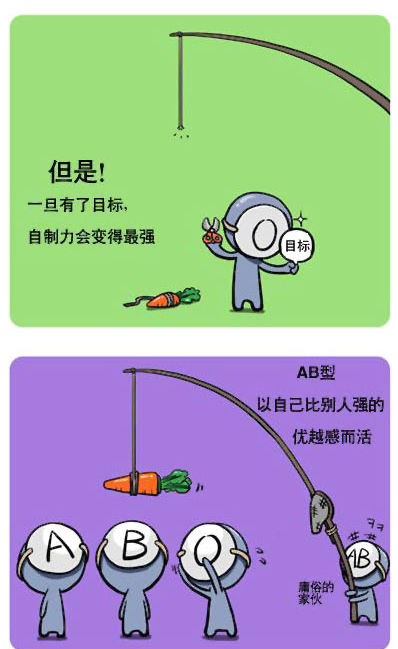 但是!
一旦有了目标,
自制力会变得最强
O
目标
AB型
以自己比别人强的
优越感而活
A
B
O
ㅋㅋ
AB
庸俗的
家伙